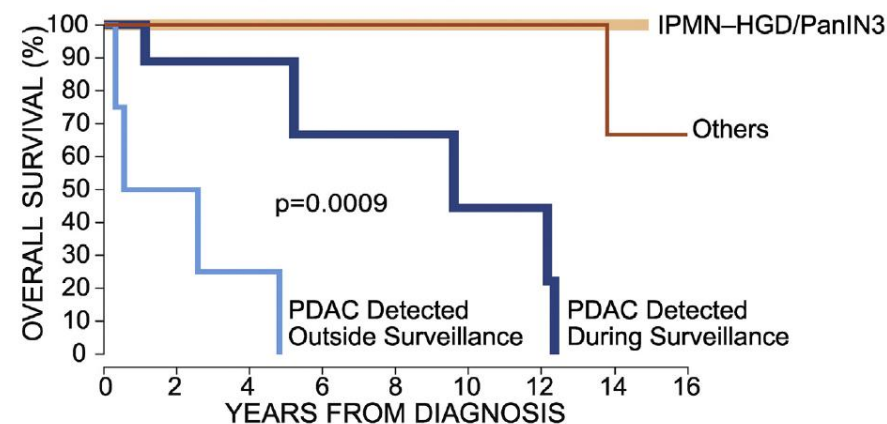 OVERALL SURVIVAL (%)
100
90
80
70
60
50
40
30
20
10
0
IPMN–HGD/PanIN3
Others
p=0.0009
PDAC Detected
Outside Surveillance
PDAC Detected
During Surveillance
0 2 4 6 8 10 12 14 16
YEARS FROM DIAGNOSIS